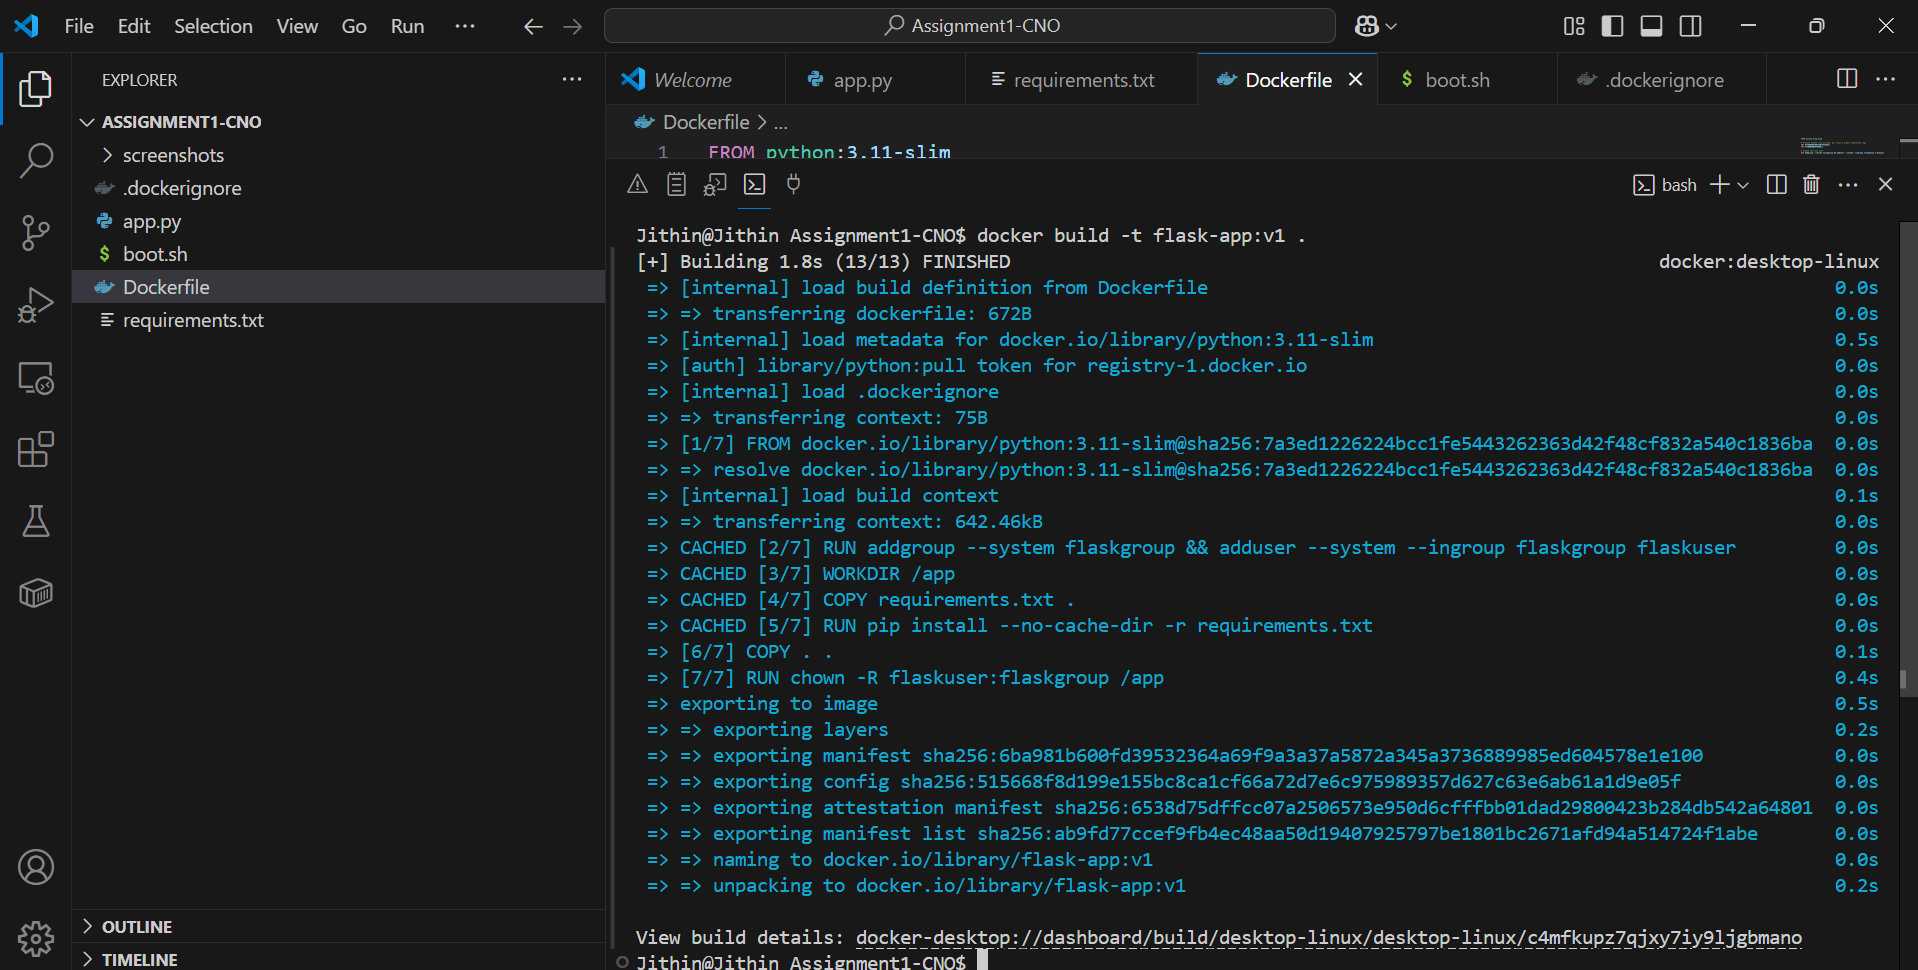 File Edit Selection View Go Run ···
Assignment1-CNO
EXPLORER
ASSIGNMENT1-CNO
screenshots
.dockerignore
app.py
$ boot.sh
Dockerfile
requirements.txt
OUTLINE
TIMELINE
Welcome
app.py
requirements.txt
Dockerfile
$ boot.sh
.dockerignore
Dockerfile > ...
1 FROM python:3.11-slim
bash
Jithin@Jithin Assignment1-CNO$ docker build -t flask-app:v1 .
[+] Building 1.8s (13/13) FINISHED docker:desktop-linux
=> [internal] load build definition from Dockerfile 0.0s
=> => transferring dockerfile: 672B 0.0s
=> [internal] load metadata for docker.io/library/python:3.11-slim 0.5s
=> [auth] library/python:pull token for registry-1.docker.io 0.0s
=> [internal] load .dockerignore 0.0s
=> => transferring context: 75B 0.0s
=> [1/7] FROM docker.io/library/python:3.11-slim@sha256:7a3ed1226224bcc1fe5443262363d42f48cf832a540c1836ba 0.0s
=> => resolve docker.io/library/python:3.11-slim@sha256:7a3ed1226224bcc1fe5443262363d42f48cf832a540c1836ba 0.0s
=> [internal] load build context 0.1s
=> => transferring context: 642.46kB 0.0s
=> CACHED [2/7] RUN addgroup --system flaskgroup && adduser --system --ingroup flaskgroup flaskuser 0.0s
=> CACHED [3/7] WORKDIR /app 0.0s
=> CACHED [4/7] COPY requirements.txt . 0.0s
=> CACHED [5/7] RUN pip install --no-cache-dir -r requirements.txt 0.0s
=> [6/7] COPY . . 0.1s
=> [7/7] RUN chown -R flaskuser:flaskgroup /app 0.4s
=> exporting to image 0.5s
=> => exporting layers 0.2s
=> => exporting manifest sha256:6ba981b600fd39532364a69f9a3a37a5872a345a3736889985ed604578e1e100 0.0s
=> => exporting config sha256:515668f8d199e155bc8ca1cf66a72d7e6c975989357d627c63e6ab61a1d9e05f 0.0s
=> => exporting attestation manifest sha256:6538d75dffcc07a2506573e950d6cfffbb01dad29800423b284db542a64801 0.0s
=> => exporting manifest list sha256:ab9fd77ccef9fb4ec48aa50d19407925797be1801bc2671afd94a514724f1abe 0.0s
=> => naming to docker.io/library/flask-app:v1 0.0s
=> => unpacking to docker.io/library/flask-app:v1 0.2s
View build details: docker-desktop://dashboard/build/desktop-linux/desktop-linux/c4mfkupz7qjxy7iy9ljgbmano
Jithin@Jithin Assignment1-CNO$